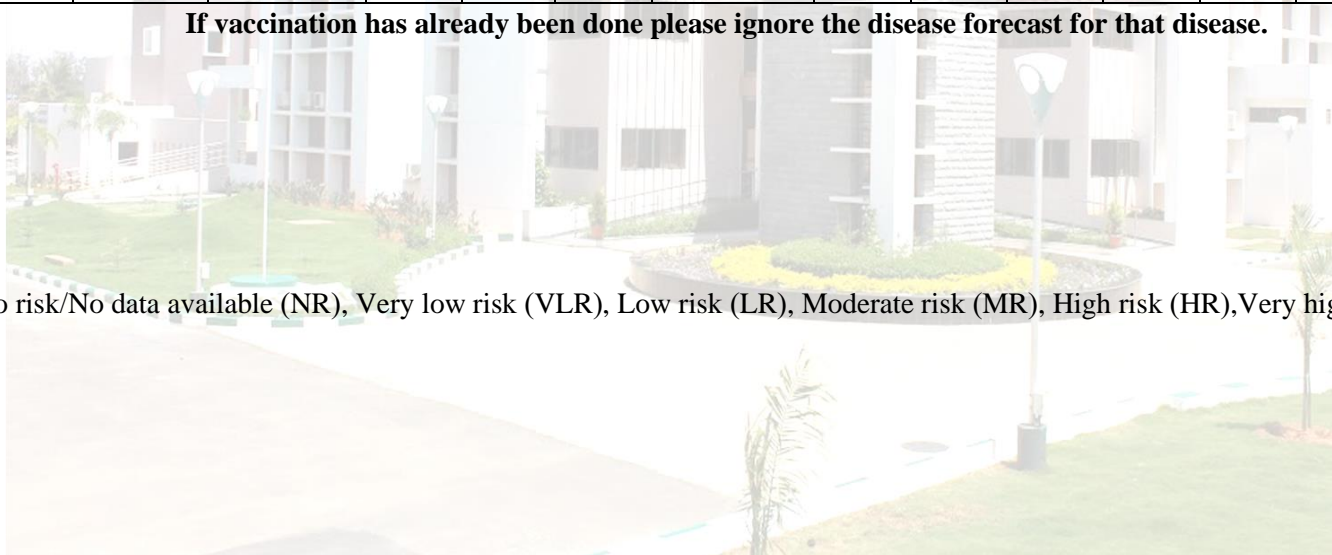 If vaccination has already been done please ignore the disease forecast for that disease.
risk/No data available (NR), Very low risk (VLR), Low risk (LR), Moderate risk (MR), High risk (HR),Very